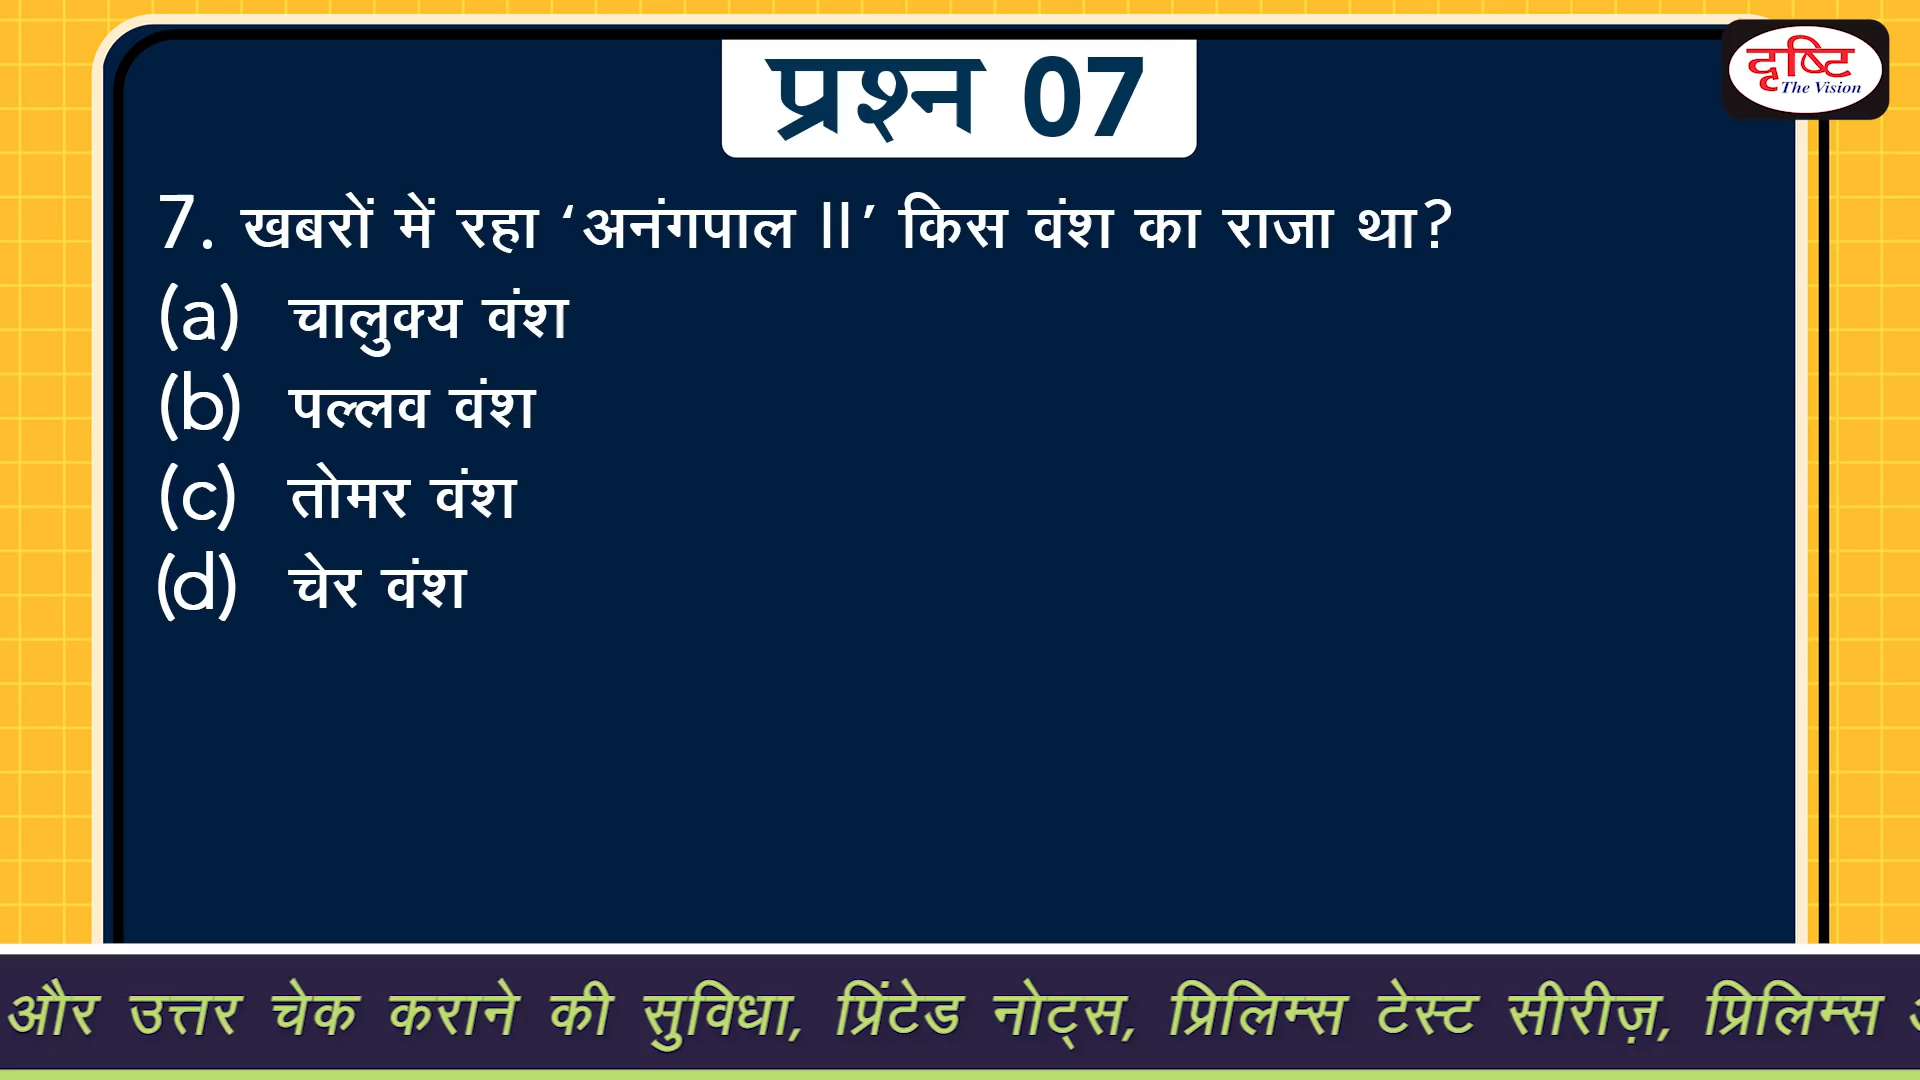 प्रश्न 07
दृष्टि
The Vision
7. खबरों में रहा ‘अनंगपाल II’ किस वंश का राजा था?
(a) चालुक्य वंश
(b) पल्लव वंश
(c) तोमर वंश
(d) चेर वंश
और उत्तर चेक कराने की सुविधा, प्रिंटेड नोट्स, प्रिलिम्स टेस्ट सीरीज़, प्रिलिम्स